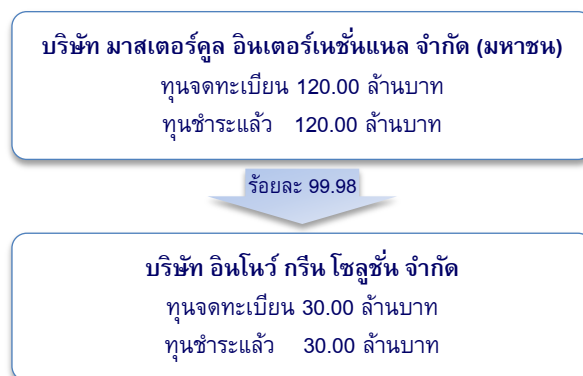 บริษัท มาสเตอร์คูล อินเตอร์เนชั่นแนล จำกัด (มหาชน)
ทุนจดทะเบียน 120.00 ล้านบาท
ทุนชำระแล้ว 120.00 ล้านบาท
ร้อยละ 99.98
บริษัท อินโนว์ กรีน โซลูชั่น จำกัด
ทุนจดทะเบียน 30.00 ล้านบาท
ทุนชำระแล้ว 30.00 ล้านบาท